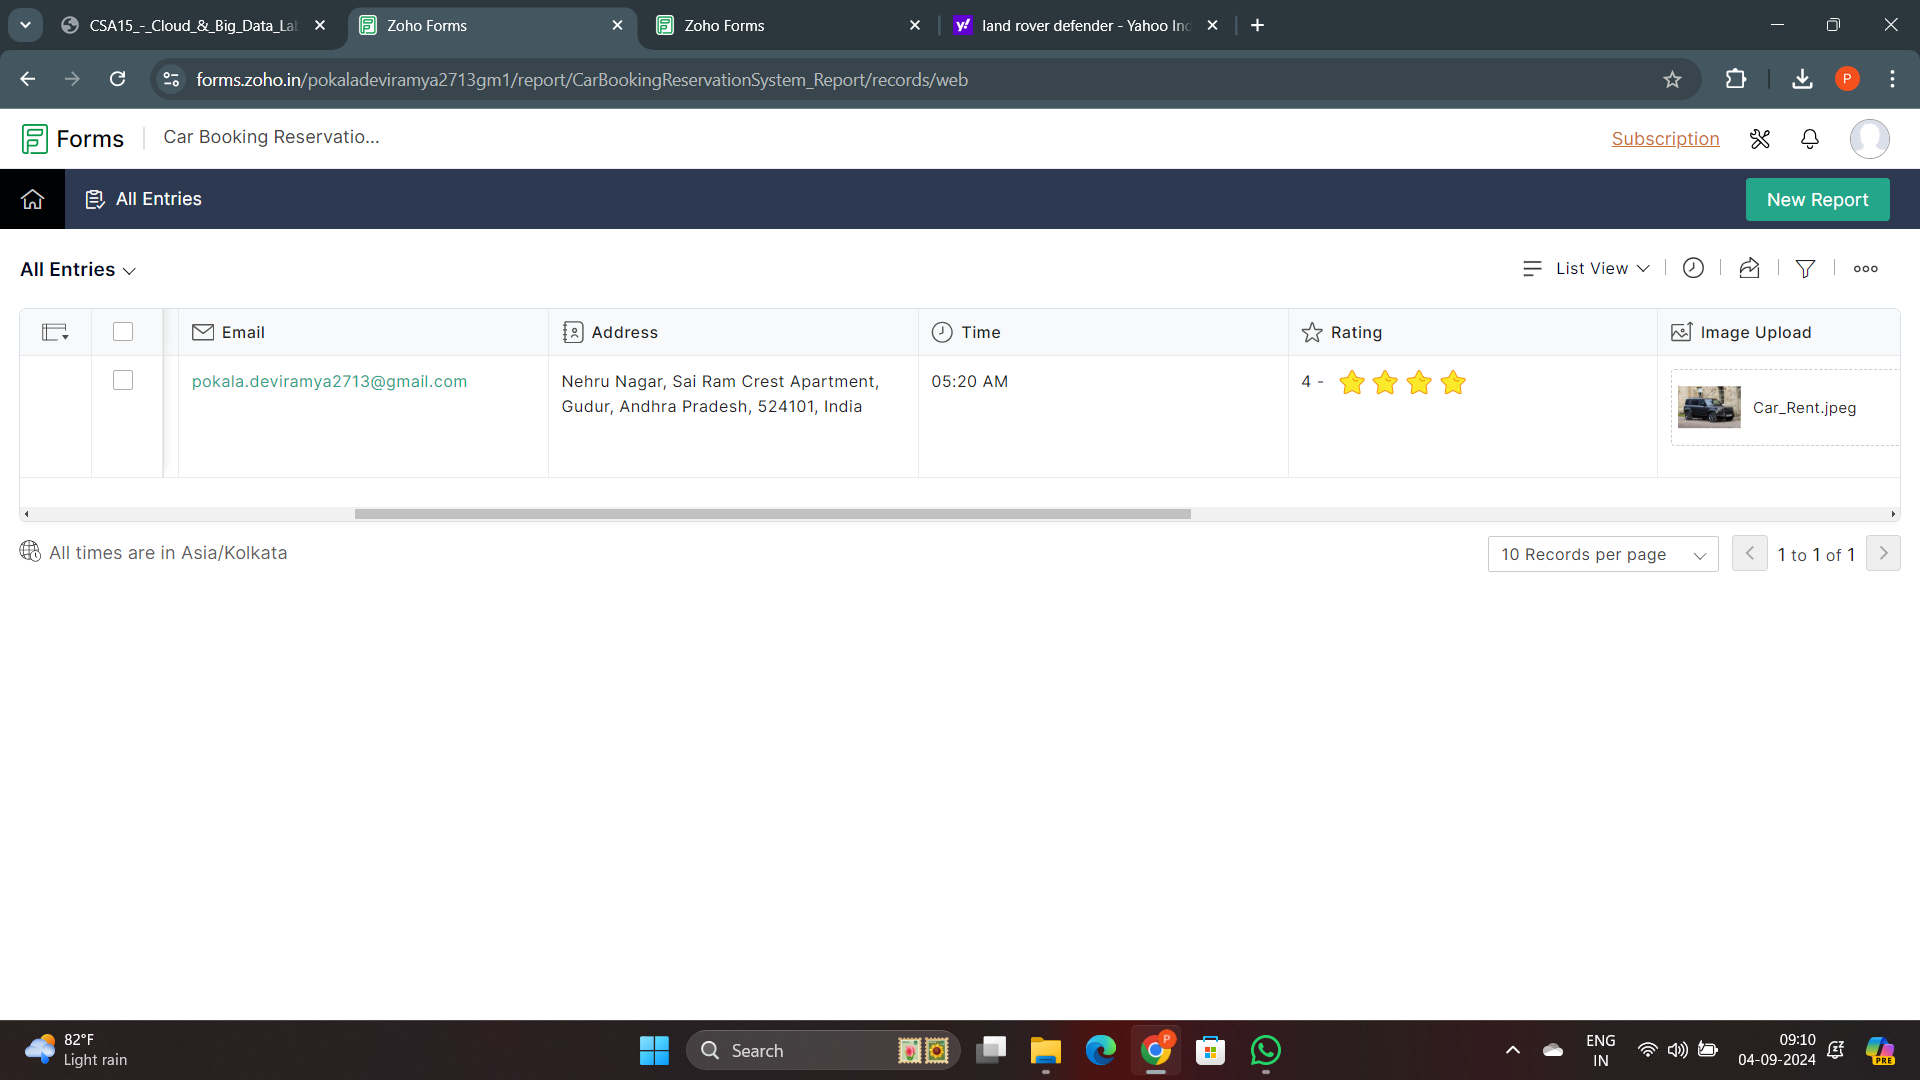 CSA15_-_Cloud_&_Big_Data_Lab
Zoho Forms
Zoho Forms
land rover defender - Yahoo Ind
forms.zoho.in/pokaladeviramya2713gm1/report/CarBookingReservationSystem_Report/records/web
P
Forms
Car Booking Reservatio...
Subscription
All Entries
New Report
All Entries
List View
Email
Address
Time
Rating
Image Upload
pokala.deviramya2713@gmail.com
Nehru Nagar, Sai Ram Crest Apartment,
Gudur, Andhra Pradesh, 524101, India
05:20 AM
4 -
Car_Rent.jpeg
All times are in Asia/Kolkata
10 Records per page
1 to 1 of 1
82°F
Light rain
Search
P
ENG
IN
09:10
04-09-2024
PRE